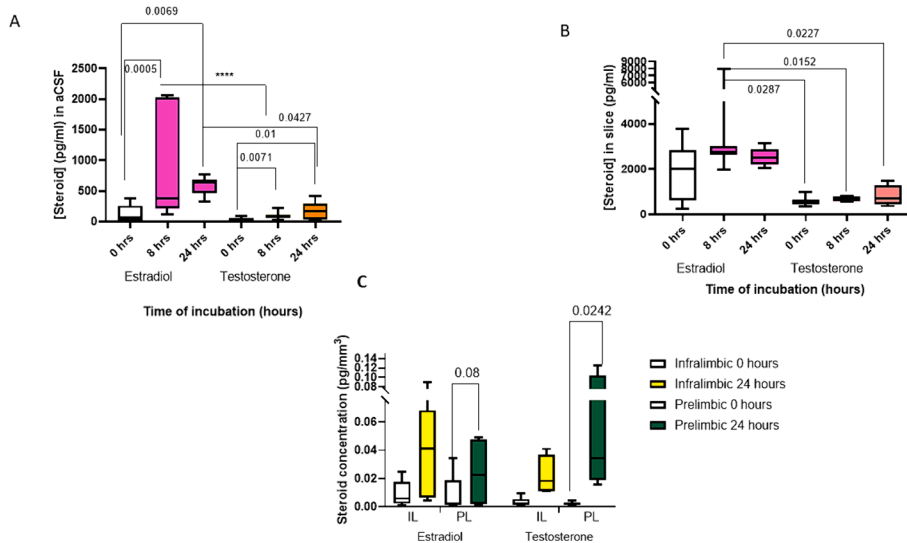 A
0.0069
0.0005
****
0.0427
0.01
0.0071
[Steroid] (pg/ml) in aCSF
2500
2000
1500
1000
500
0
0 hrs
8 hrs
24 hrs
0 hrs
8 hrs
24 hrs
Estradiol
Testosterone
Time of incubation (hours)
B
0.0227
0.0152
0.0287
[Steroid] in slice (pg/ml)
9000
8000
7000
6000
4000
2000
0
0 hrs
8 hrs
24 hrs
0 hrs
8 hrs
24 hrs
Estradiol
Testosterone
Time of incubation (hours)
C
0.0242
0.08
Steroid concentration (pg/mm³)
0.14
0.12
0.10
0.08
0.06
0.04
0.02
0.00
IL
PL
IL
PL
Estradiol
Testosterone
Infralimbic 0 hours
Infralimbic 24 hours
Prelimbic 0 hours
Prelimbic 24 hours